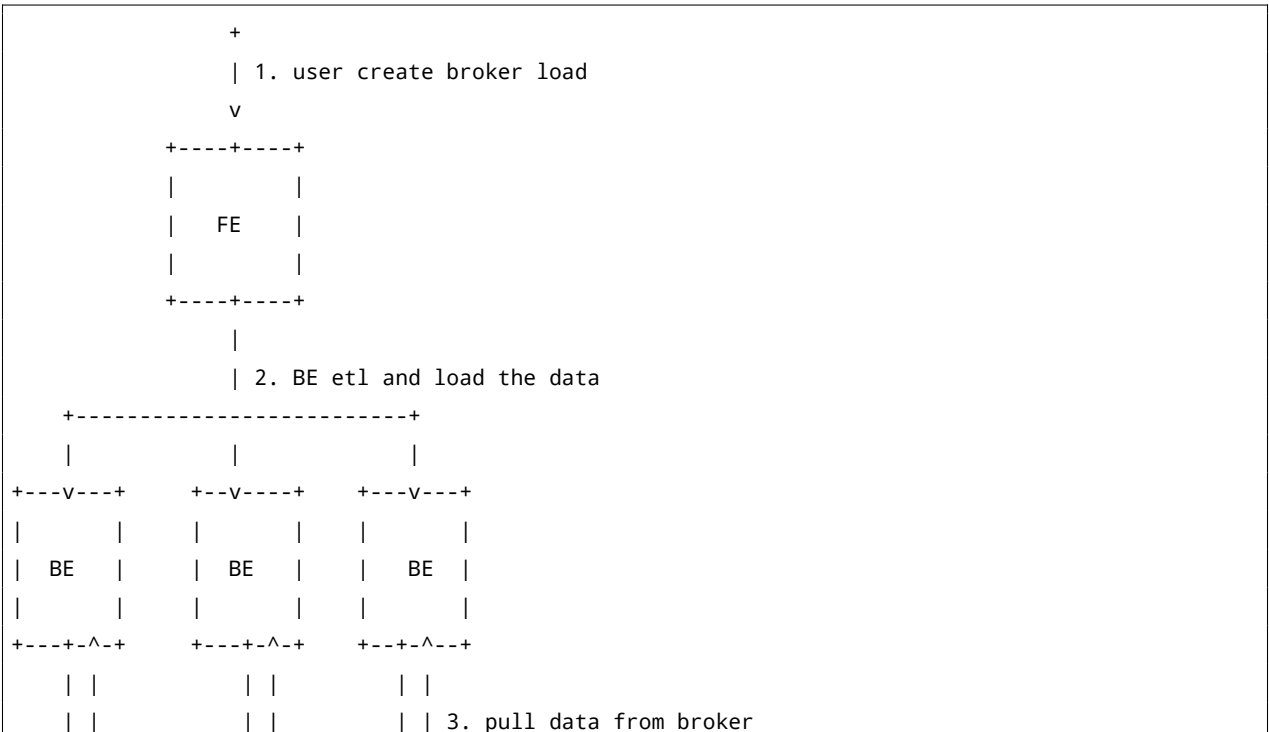 +
                  | 1. user create broker load
                  v
             +----+----+
             |         |
             |   FE    |
             |         |
             +----+----+
                  |
                  | 2. BE etl and load the data
     +--------------------------+
     |            |             |
+---v---+     +--v----+    +---v---+
|       |     |       |    |       |
|  BE   |     |  BE   |    |   BE  |
|       |     |       |    |       |
+---+-^-+     +---+-^-+    +--+-^--+
    | |           | |         | |
    | |           | |         | | 3. pull data from broker